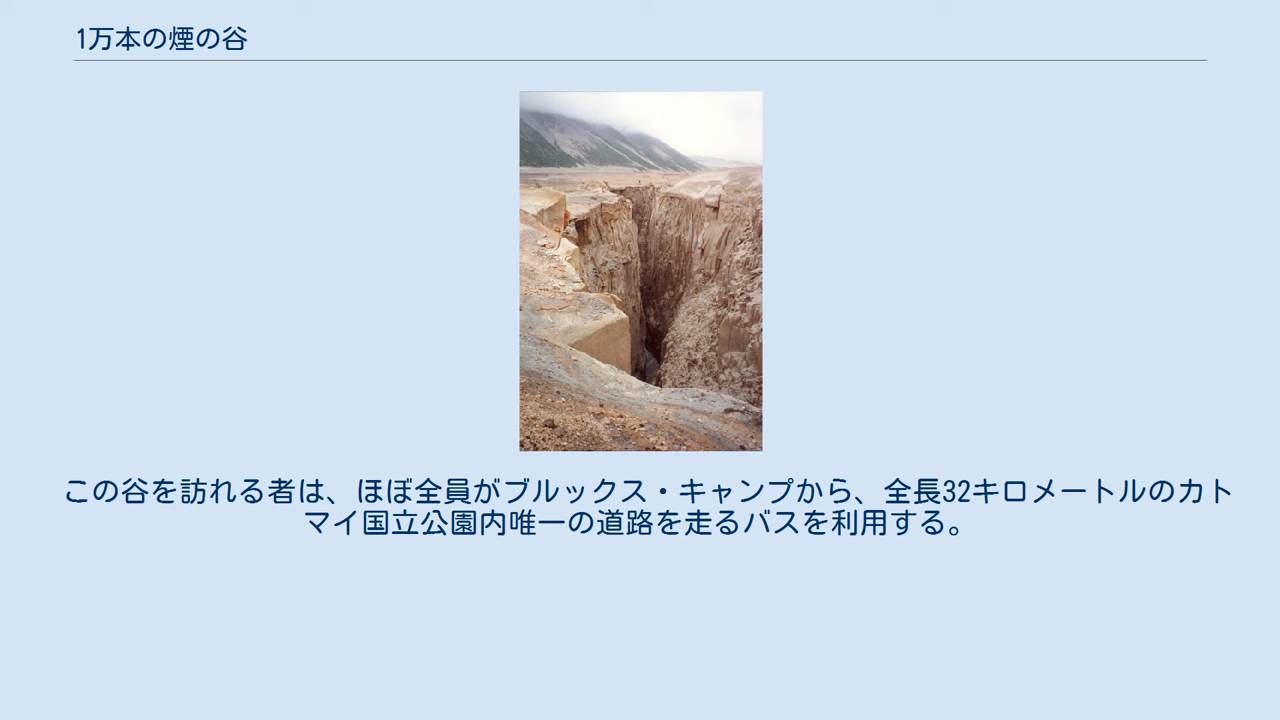 1万本の煙の谷
この谷を訪れる者は、ほぼ全員がブルックス・キャンプから、全長32キロメートルのカト
マイ国立公園内唯一の道路を走るバスを利用する。